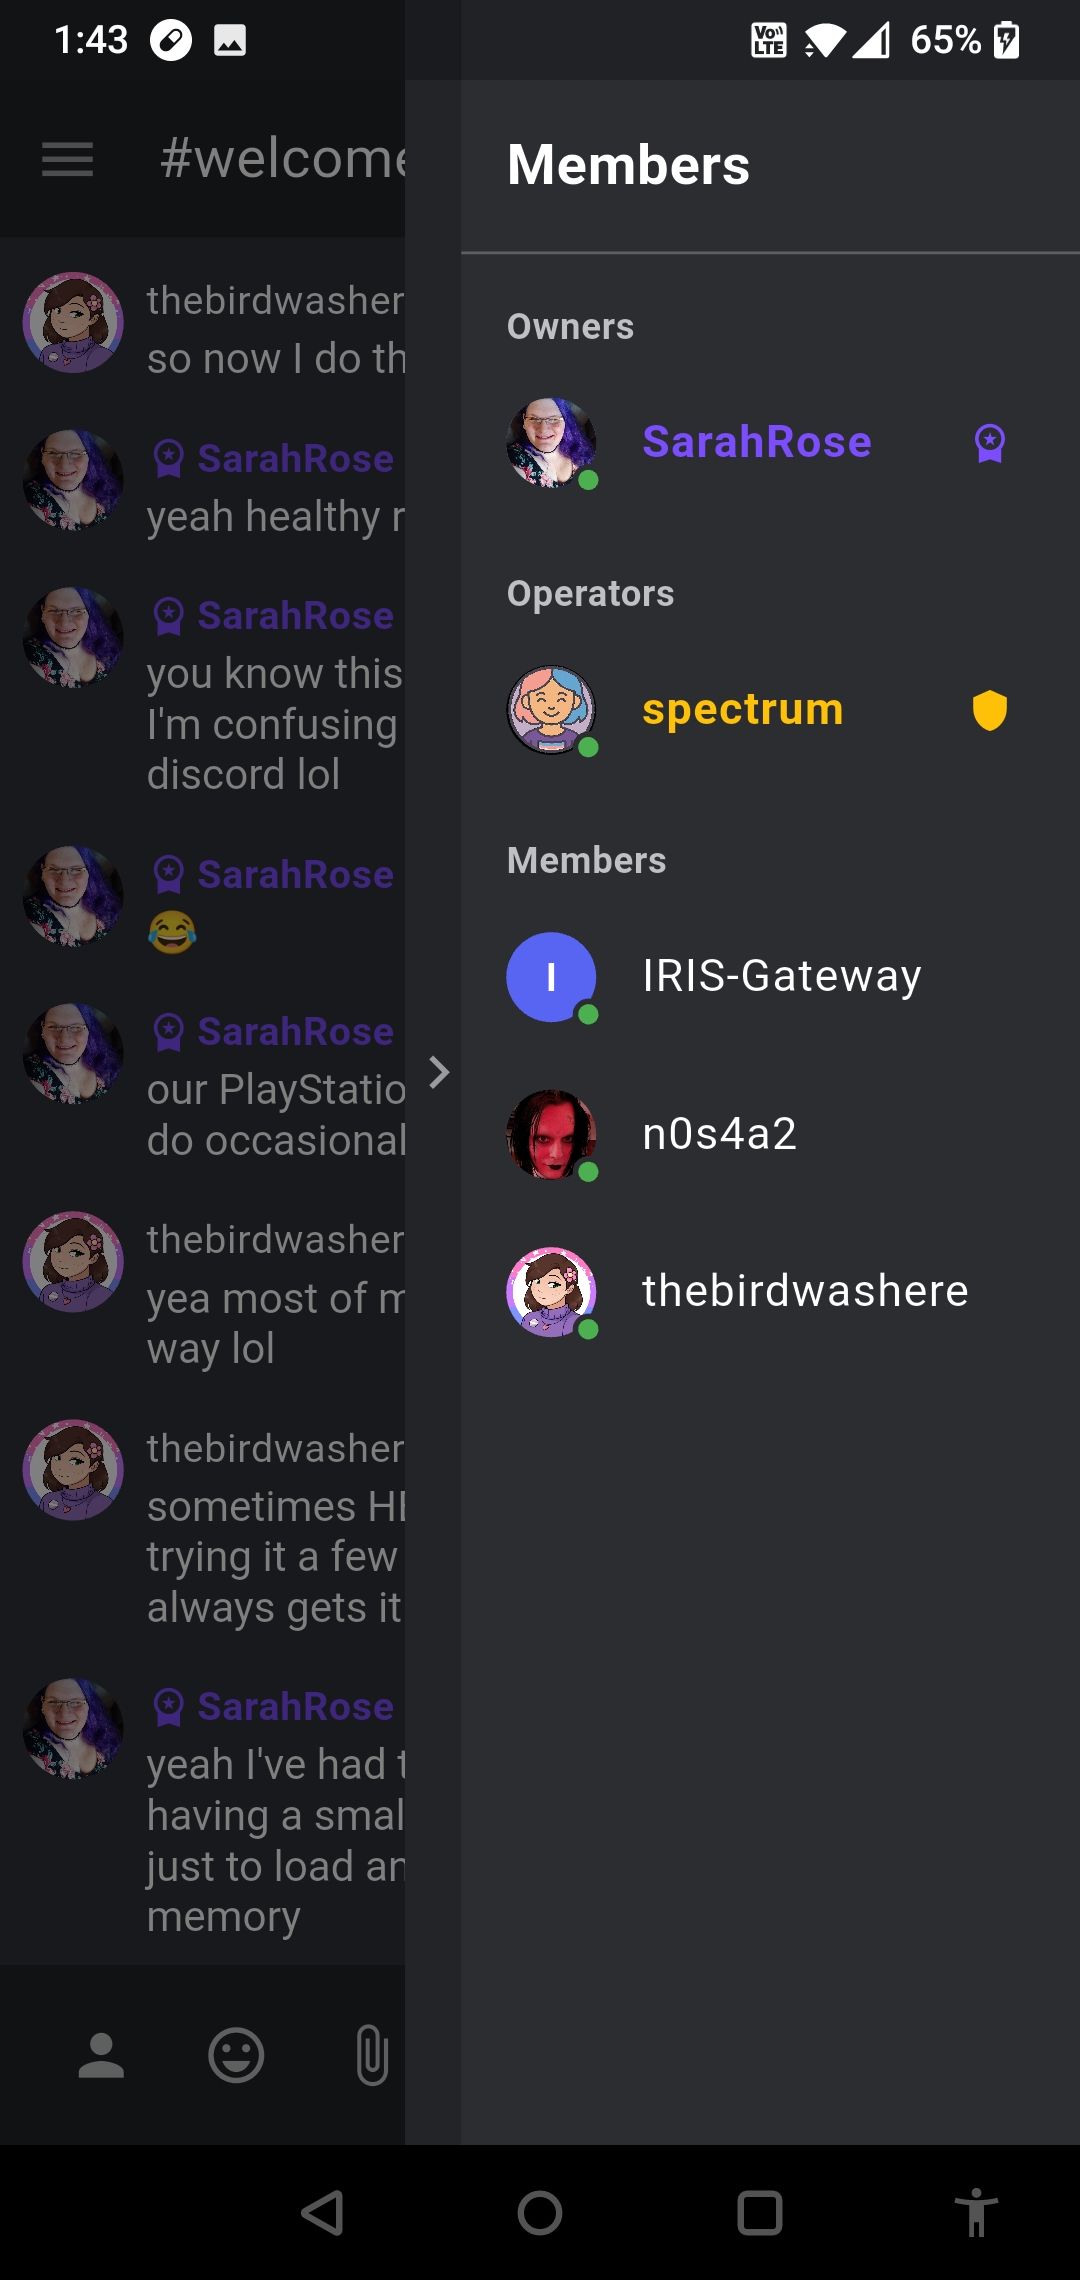 1:43
Vo))
LTE
65%
#welcome
thebirdwasher
so now I do th
SarahRose
yeah healthy r
SarahRose
you know this
I'm confusing
discord lol
SarahRose
😂
SarahRose
our PlayStatio
do occasional
thebirdwasher
yea most of m
way lol
thebirdwasher
sometimes HE
trying it a few
always gets it
SarahRose
yeah I've had t
having a smal
just to load an
memory
Members
Owners
SarahRose
Operators
spectrum
Members
I
IRIS-Gateway
n0s4a2
thebirdwashere